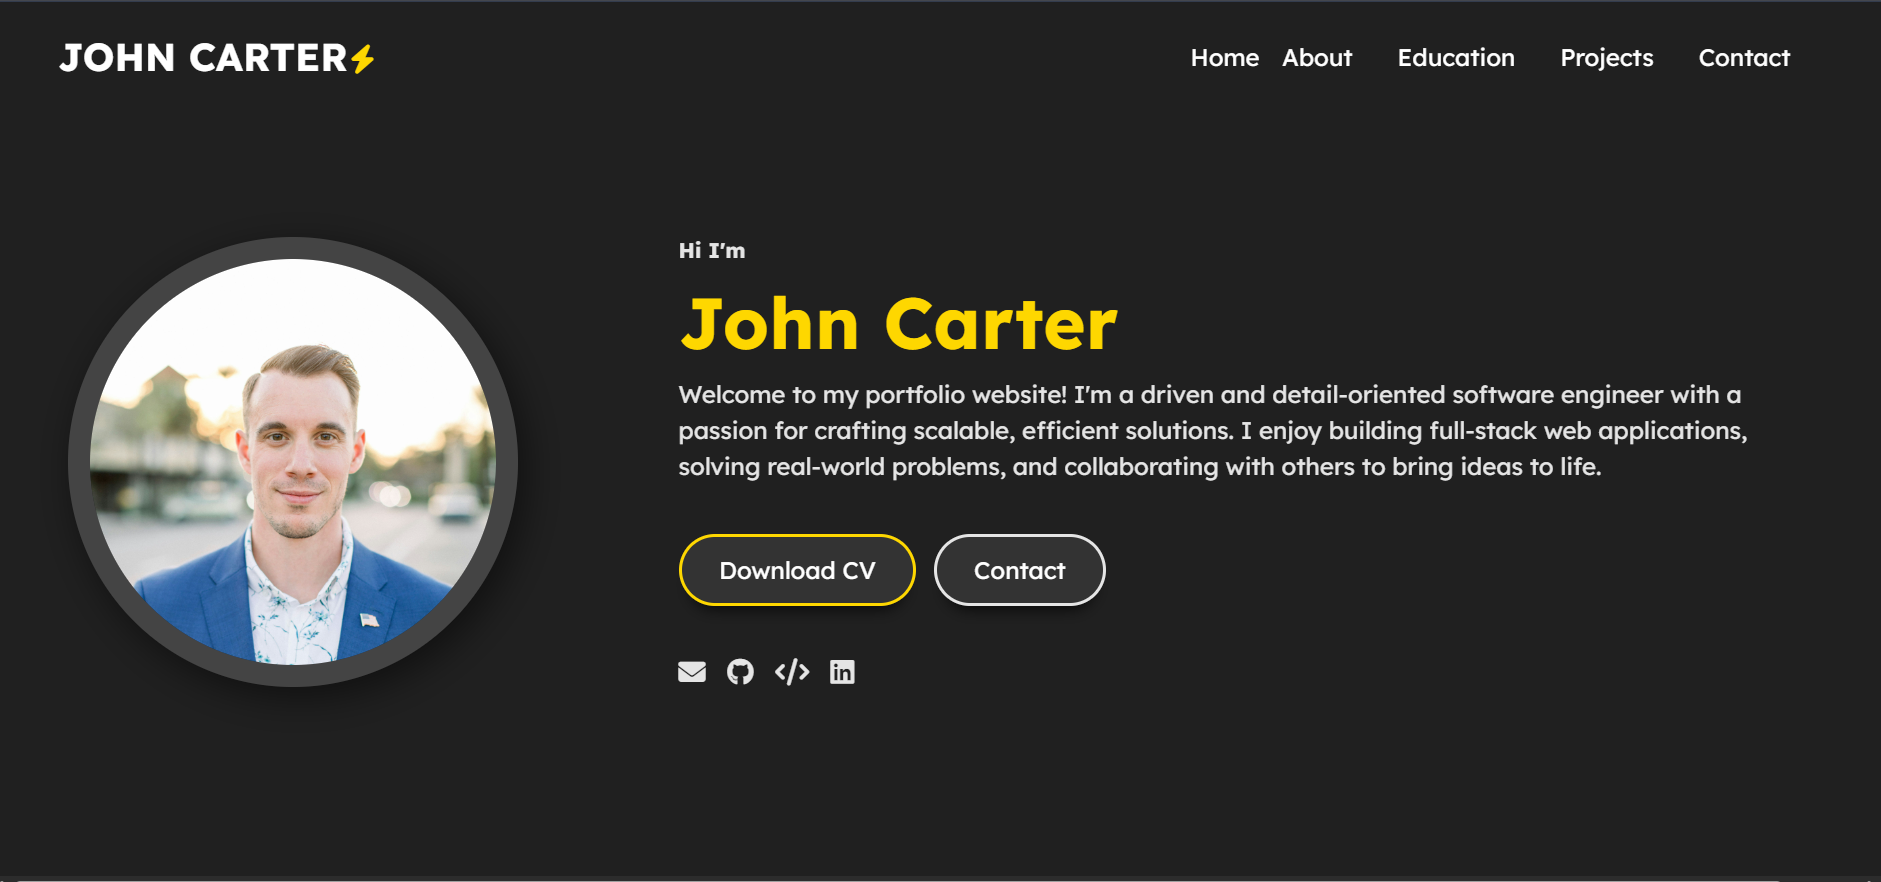 JOHN CARTER
Home About Education Projects Contact
Hi I'm
John Carter
Welcome to my portfolio website! I'm a driven and detail-oriented software engineer with a
passion for crafting scalable, efficient solutions. I enjoy building full-stack web applications,
solving real-world problems, and collaborating with others to bring ideas to life.
Download CV
Contact